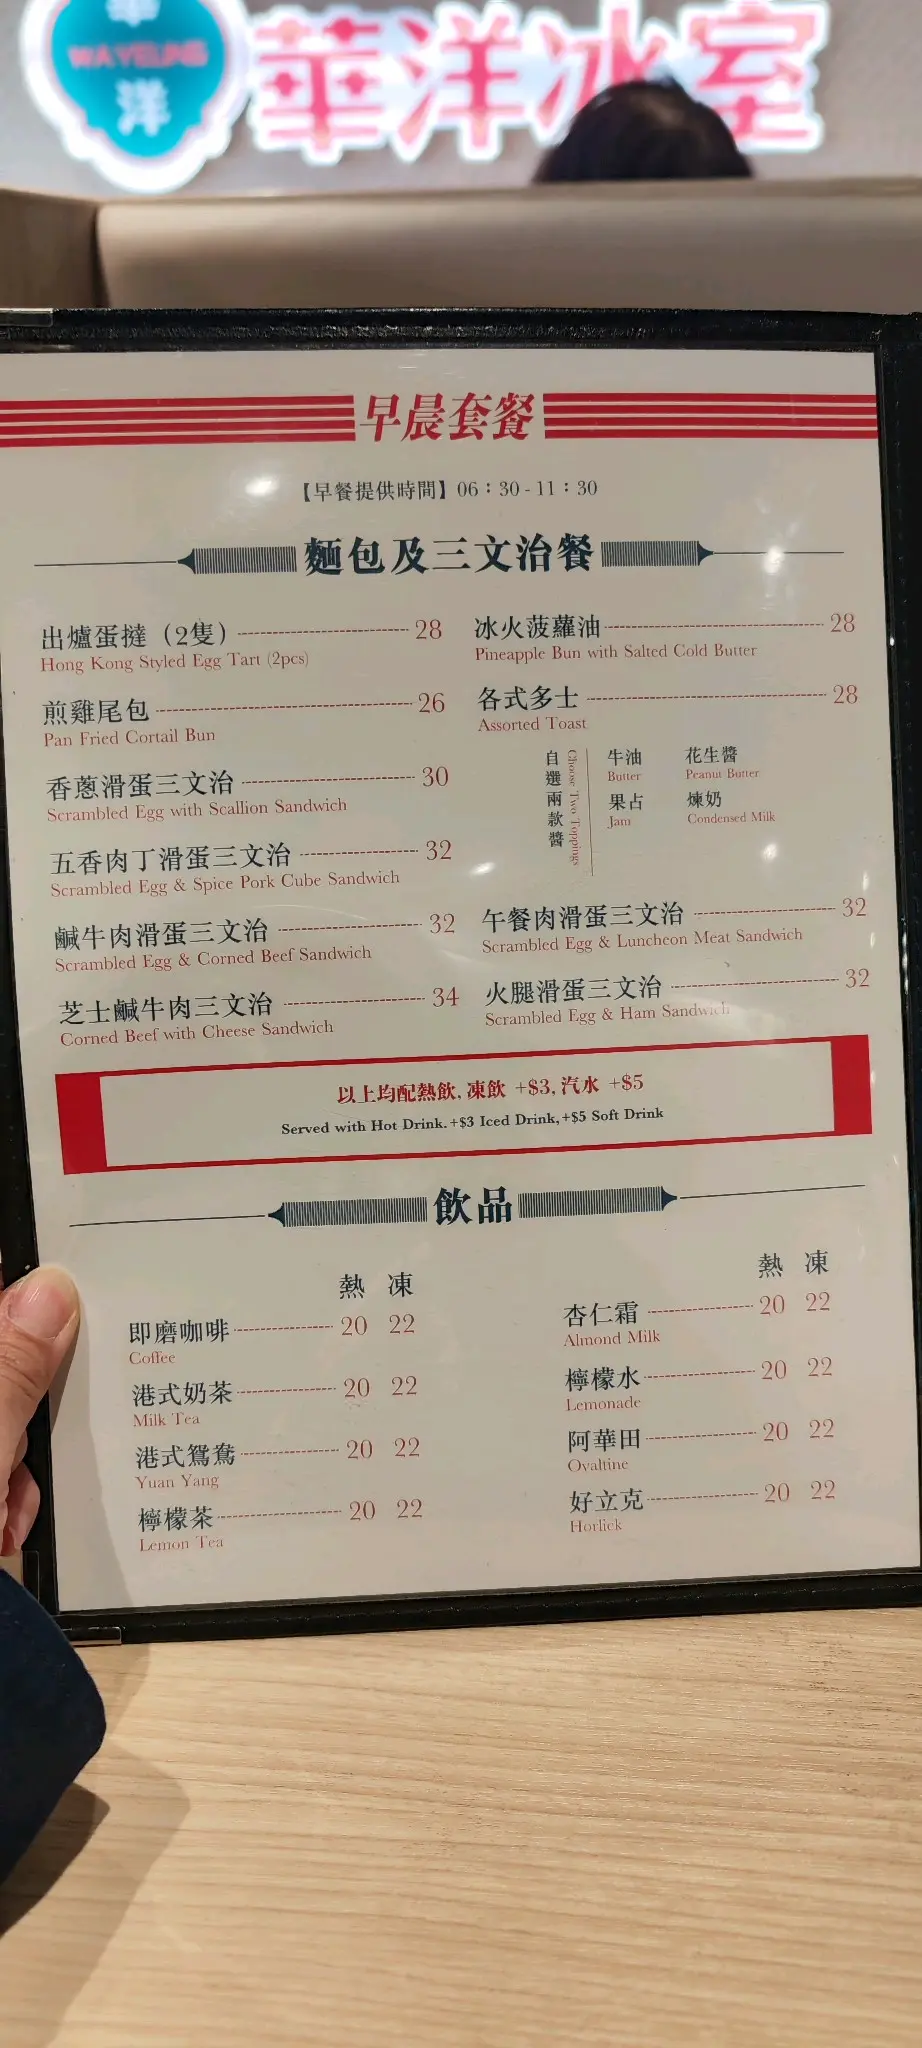 WAYEUNG
洋
華洋冰室
早晨套餐
【早餐提供時間】06：30 - 11：30
麵包及三文治餐
出爐蛋撻（2隻） 28
Hong Kong Styled Egg Tart (2pcs)
煎雞尾包 26
Pan Fried Cortail Bun
香蔥滑蛋三文治 30
Scrambled Egg with Scallion Sandwich
五香肉丁滑蛋三文治 32
Scrambled Egg & Spice Pork Cube Sandwich
鹹牛肉滑蛋三文治 32
Scrambled Egg & Corned Beef Sandwich
芝士鹹牛肉三文治 34
Corned Beef with Cheese Sandwich
冰火菠蘿油 28
Pineapple Bun with Salted Cold Butter
各式多士 28
Assorted Toast
自選兩款醬
Choose Two Toppings
牛油 花生醬
Butter Peanut Butter
果占 煉奶
Jam Condensed Milk
午餐肉滑蛋三文治 32
Scrambled Egg & Luncheon Meat Sandwich
火腿滑蛋三文治 32
Scrambled Egg & Ham Sandwich
以上均配熱飲, 凍飲 +$3, 汽水 +$5
Served with Hot Drink. +$3 Iced Drink, +$5 Soft Drink
飲品
熱 凍
即磨咖啡 20 22
Coffee
港式奶茶 20 22
Milk Tea
港式鴛鴦 20 22
Yuan Yang
檸檬茶 20 22
Lemon Tea
熱 凍
杏仁霜 20 22
Almond Milk
檸檬水 20 22
Lemonade
阿華田 20 22
Ovaltine
好立克 20 22
Horlick